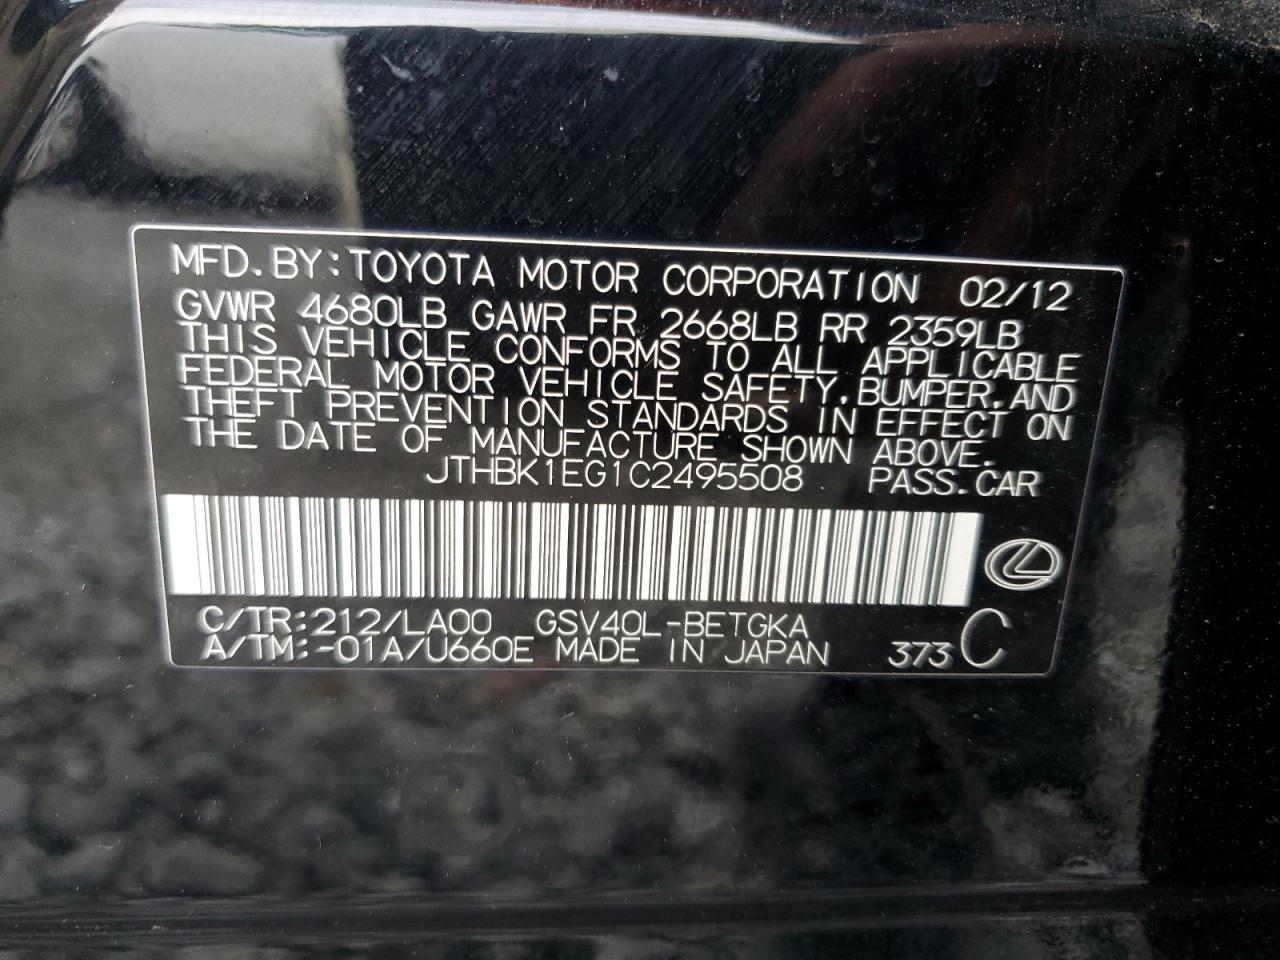 MFD.BY:TOYOTA MOTOR CORPORATION 02/12
GVWR 4680LB GAWR FR 2668LB RR 2359LB
THIS VEHICLE CONFORMS TO ALL APPLICABLE
FEDERAL MOTOR VEHICLE SAFETY,BUMPER,AND
THEFT PREVENTION STANDARDS IN EFFECT ON
THE DATE OF MANUFACTURE SHOWN ABOVE.
JTHBK1EG1C2495508 PASS.CAR
C/TR:212/LA00 GSV40L-BETGKA
A/TM:-01A/U660E MADE IN JAPAN 373 C